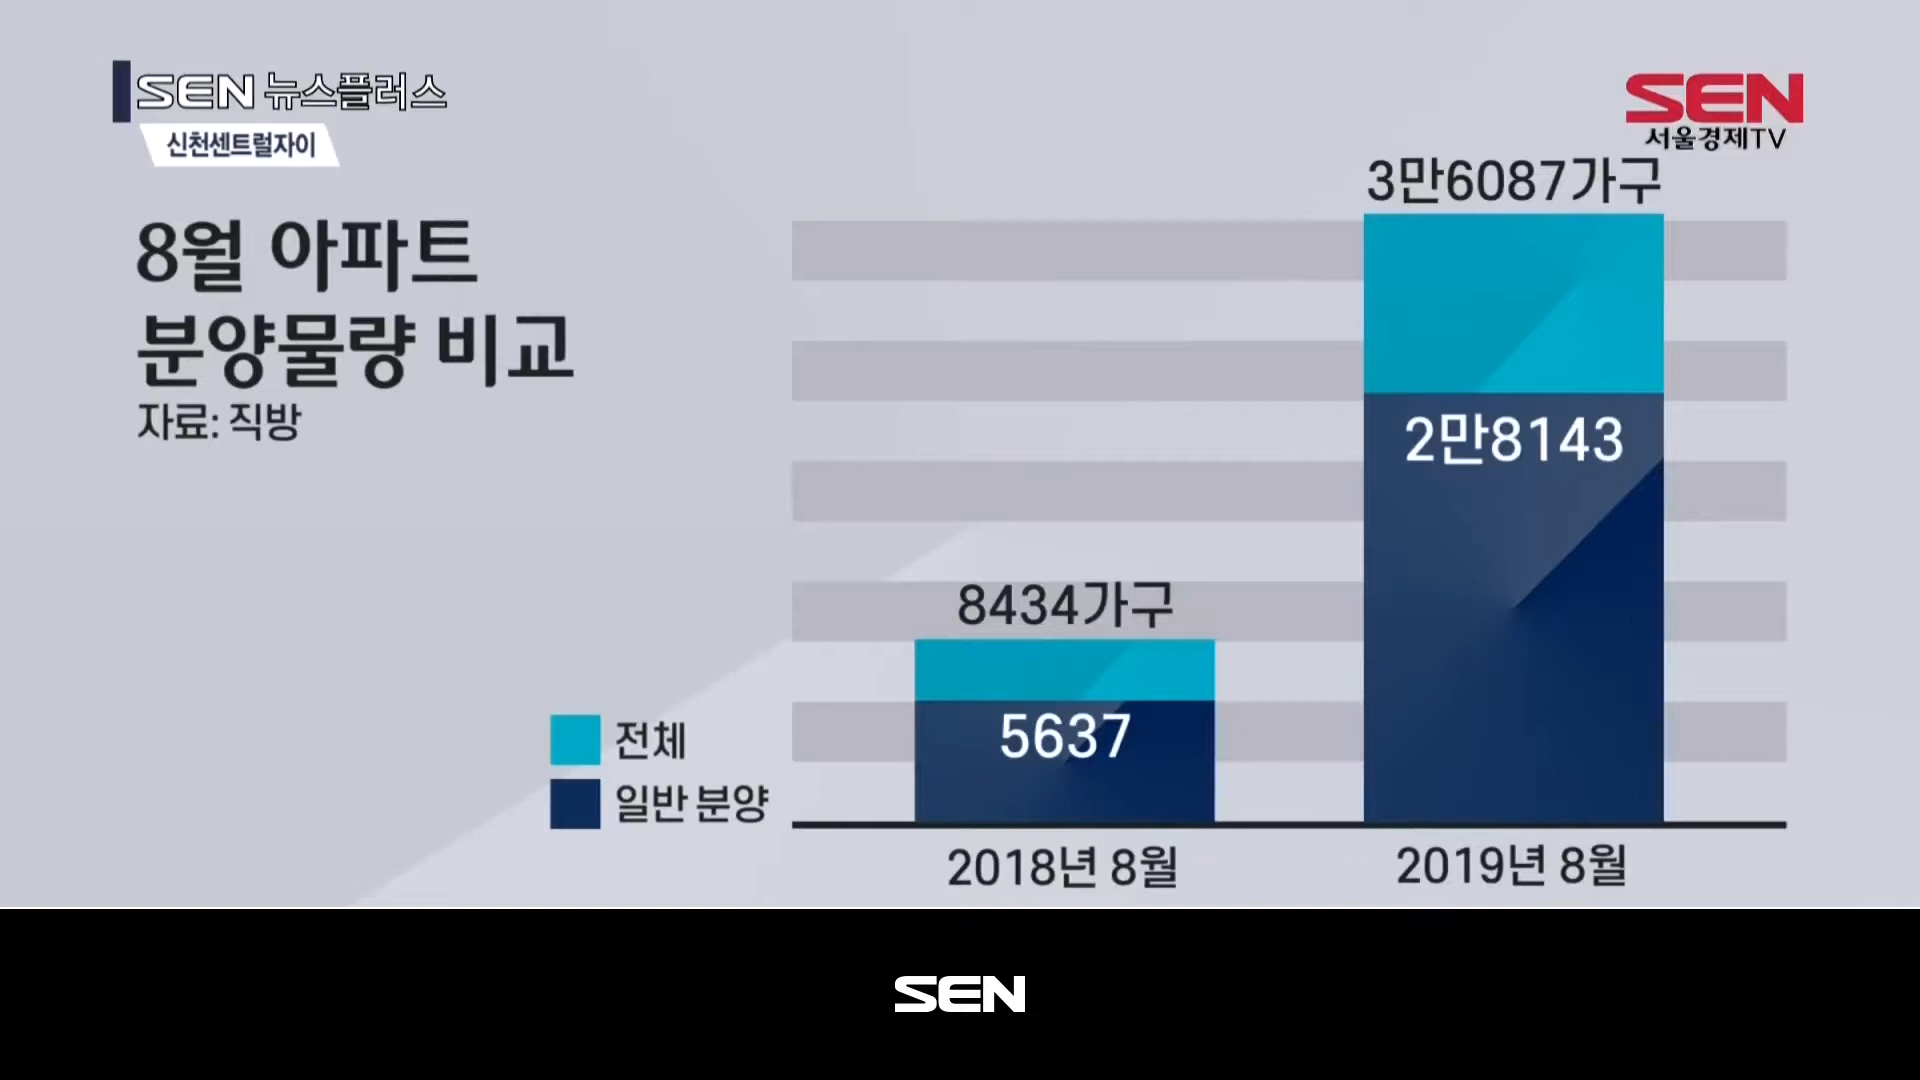 SEN 뉴스플러스
신천센트럴자이
SEN
서울경제TV
8월 아파트
분양물량 비교
자료: 직방
3만6087가구
2만8143
8434가구
5637
전체
일반 분양
2018년 8월
2019년 8월
SEN